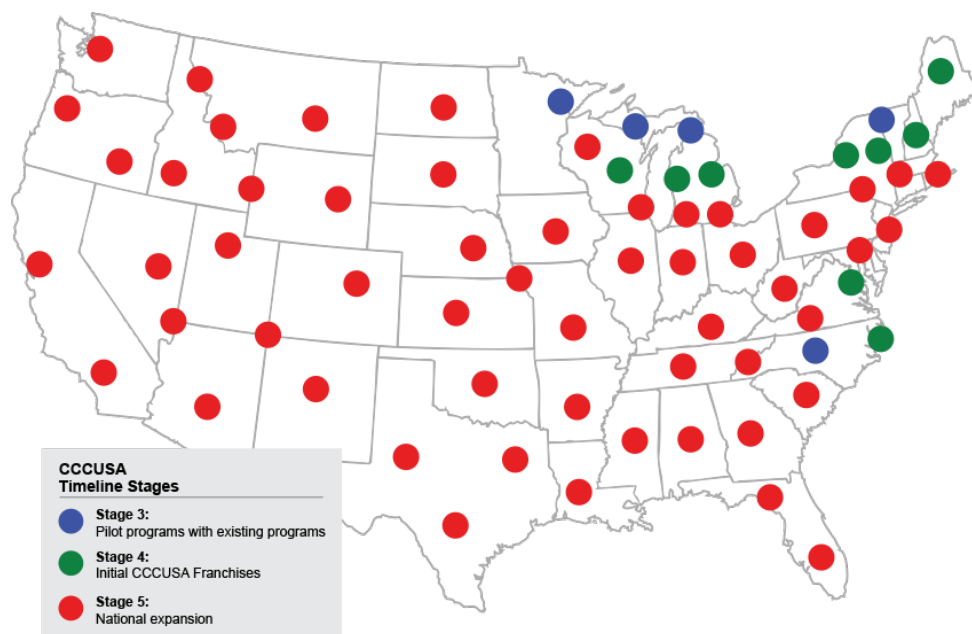 CCCUSA
Timeline Stages
Stage 3:
Pilot programs with existing programs
Stage 4:
Initial CCCUSA Franchises
Stage 5:
National expansion